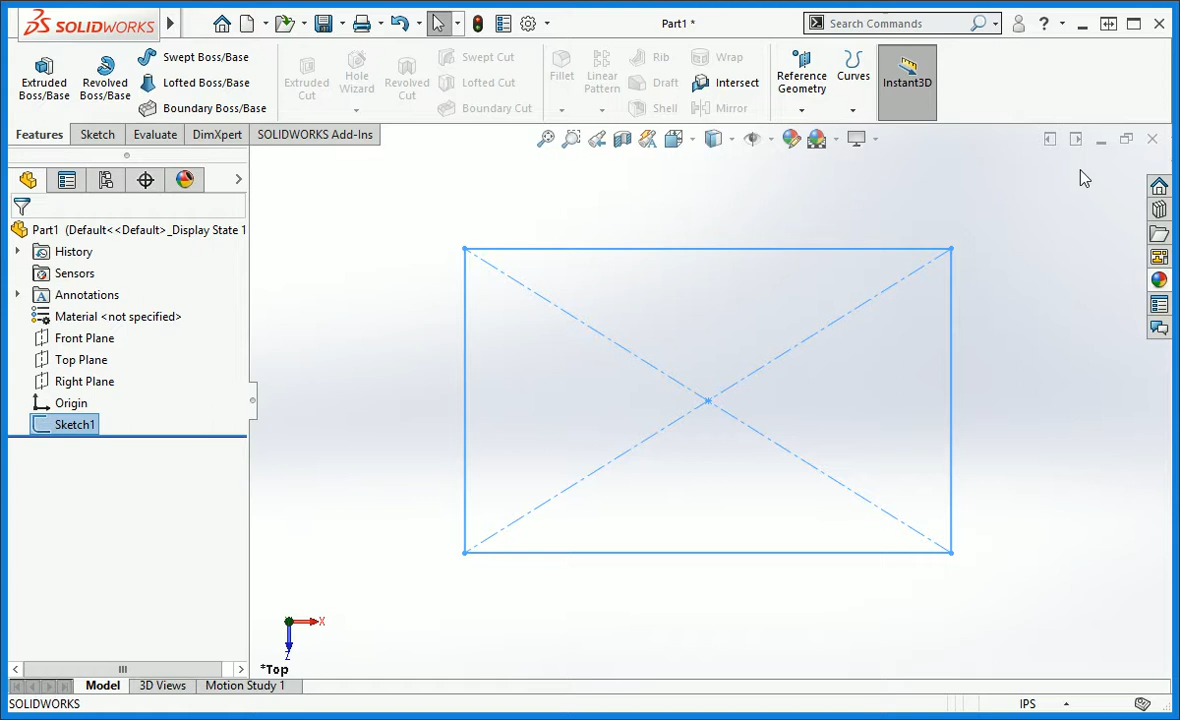 SOLIDWORKS
Part1 *
Search Commands
?
Extruded Boss/Base
Revolved Boss/Base
Swept Boss/Base
Lofted Boss/Base
Boundary Boss/Base
Extruded Cut
Hole Wizard
Revolved Cut
Swept Cut
Lofted Cut
Boundary Cut
Fillet
Linear Pattern
Rib
Draft
Shell
Wrap
Intersect
Mirror
Reference Geometry
Curves
Instant3D
Features
Sketch
Evaluate
DimXpert
SOLIDWORKS Add-Ins
Part1 (Default<<Default>_Display State 1
History
Sensors
Annotations
Material <not specified>
Front Plane
Top Plane
Right Plane
Origin
Sketch1
X
Z
*Top
Model
3D Views
Motion Study 1
SOLIDWORKS
IPS